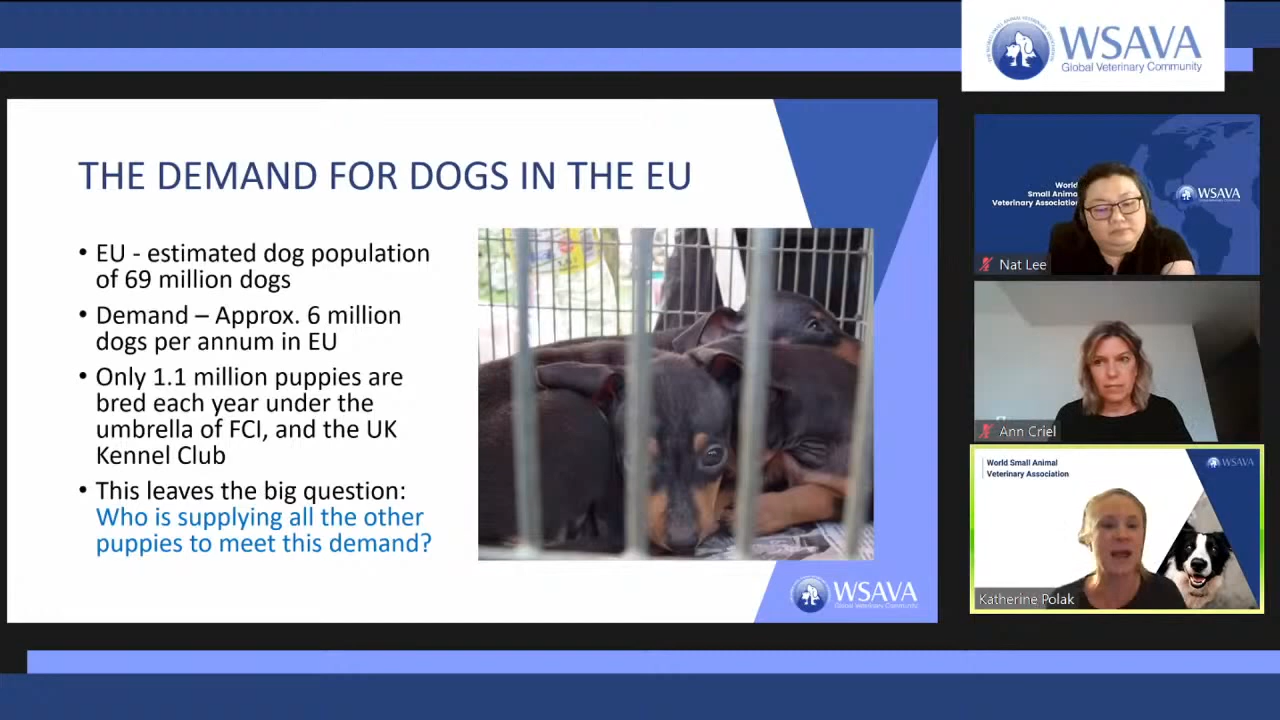 WSAVA
Global Veterinary Community
THE DEMAND FOR DOGS IN THE EU
• EU - estimated dog population
of 69 million dogs
• Demand – Approx. 6 million
dogs per annum in EU
• Only 1.1 million puppies are
bred each year under the
umbrella of FCI, and the UK
Kennel Club
• This leaves the big question:
Who is supplying all the other
puppies to meet this demand?
WSAVA
Global Veterinary Community
World
Small Animal
Veterinary Association
WSAVA
Nat Lee
Ann Criel
World Small Animal
Veterinary Association
WSAVA
Katherine Polak